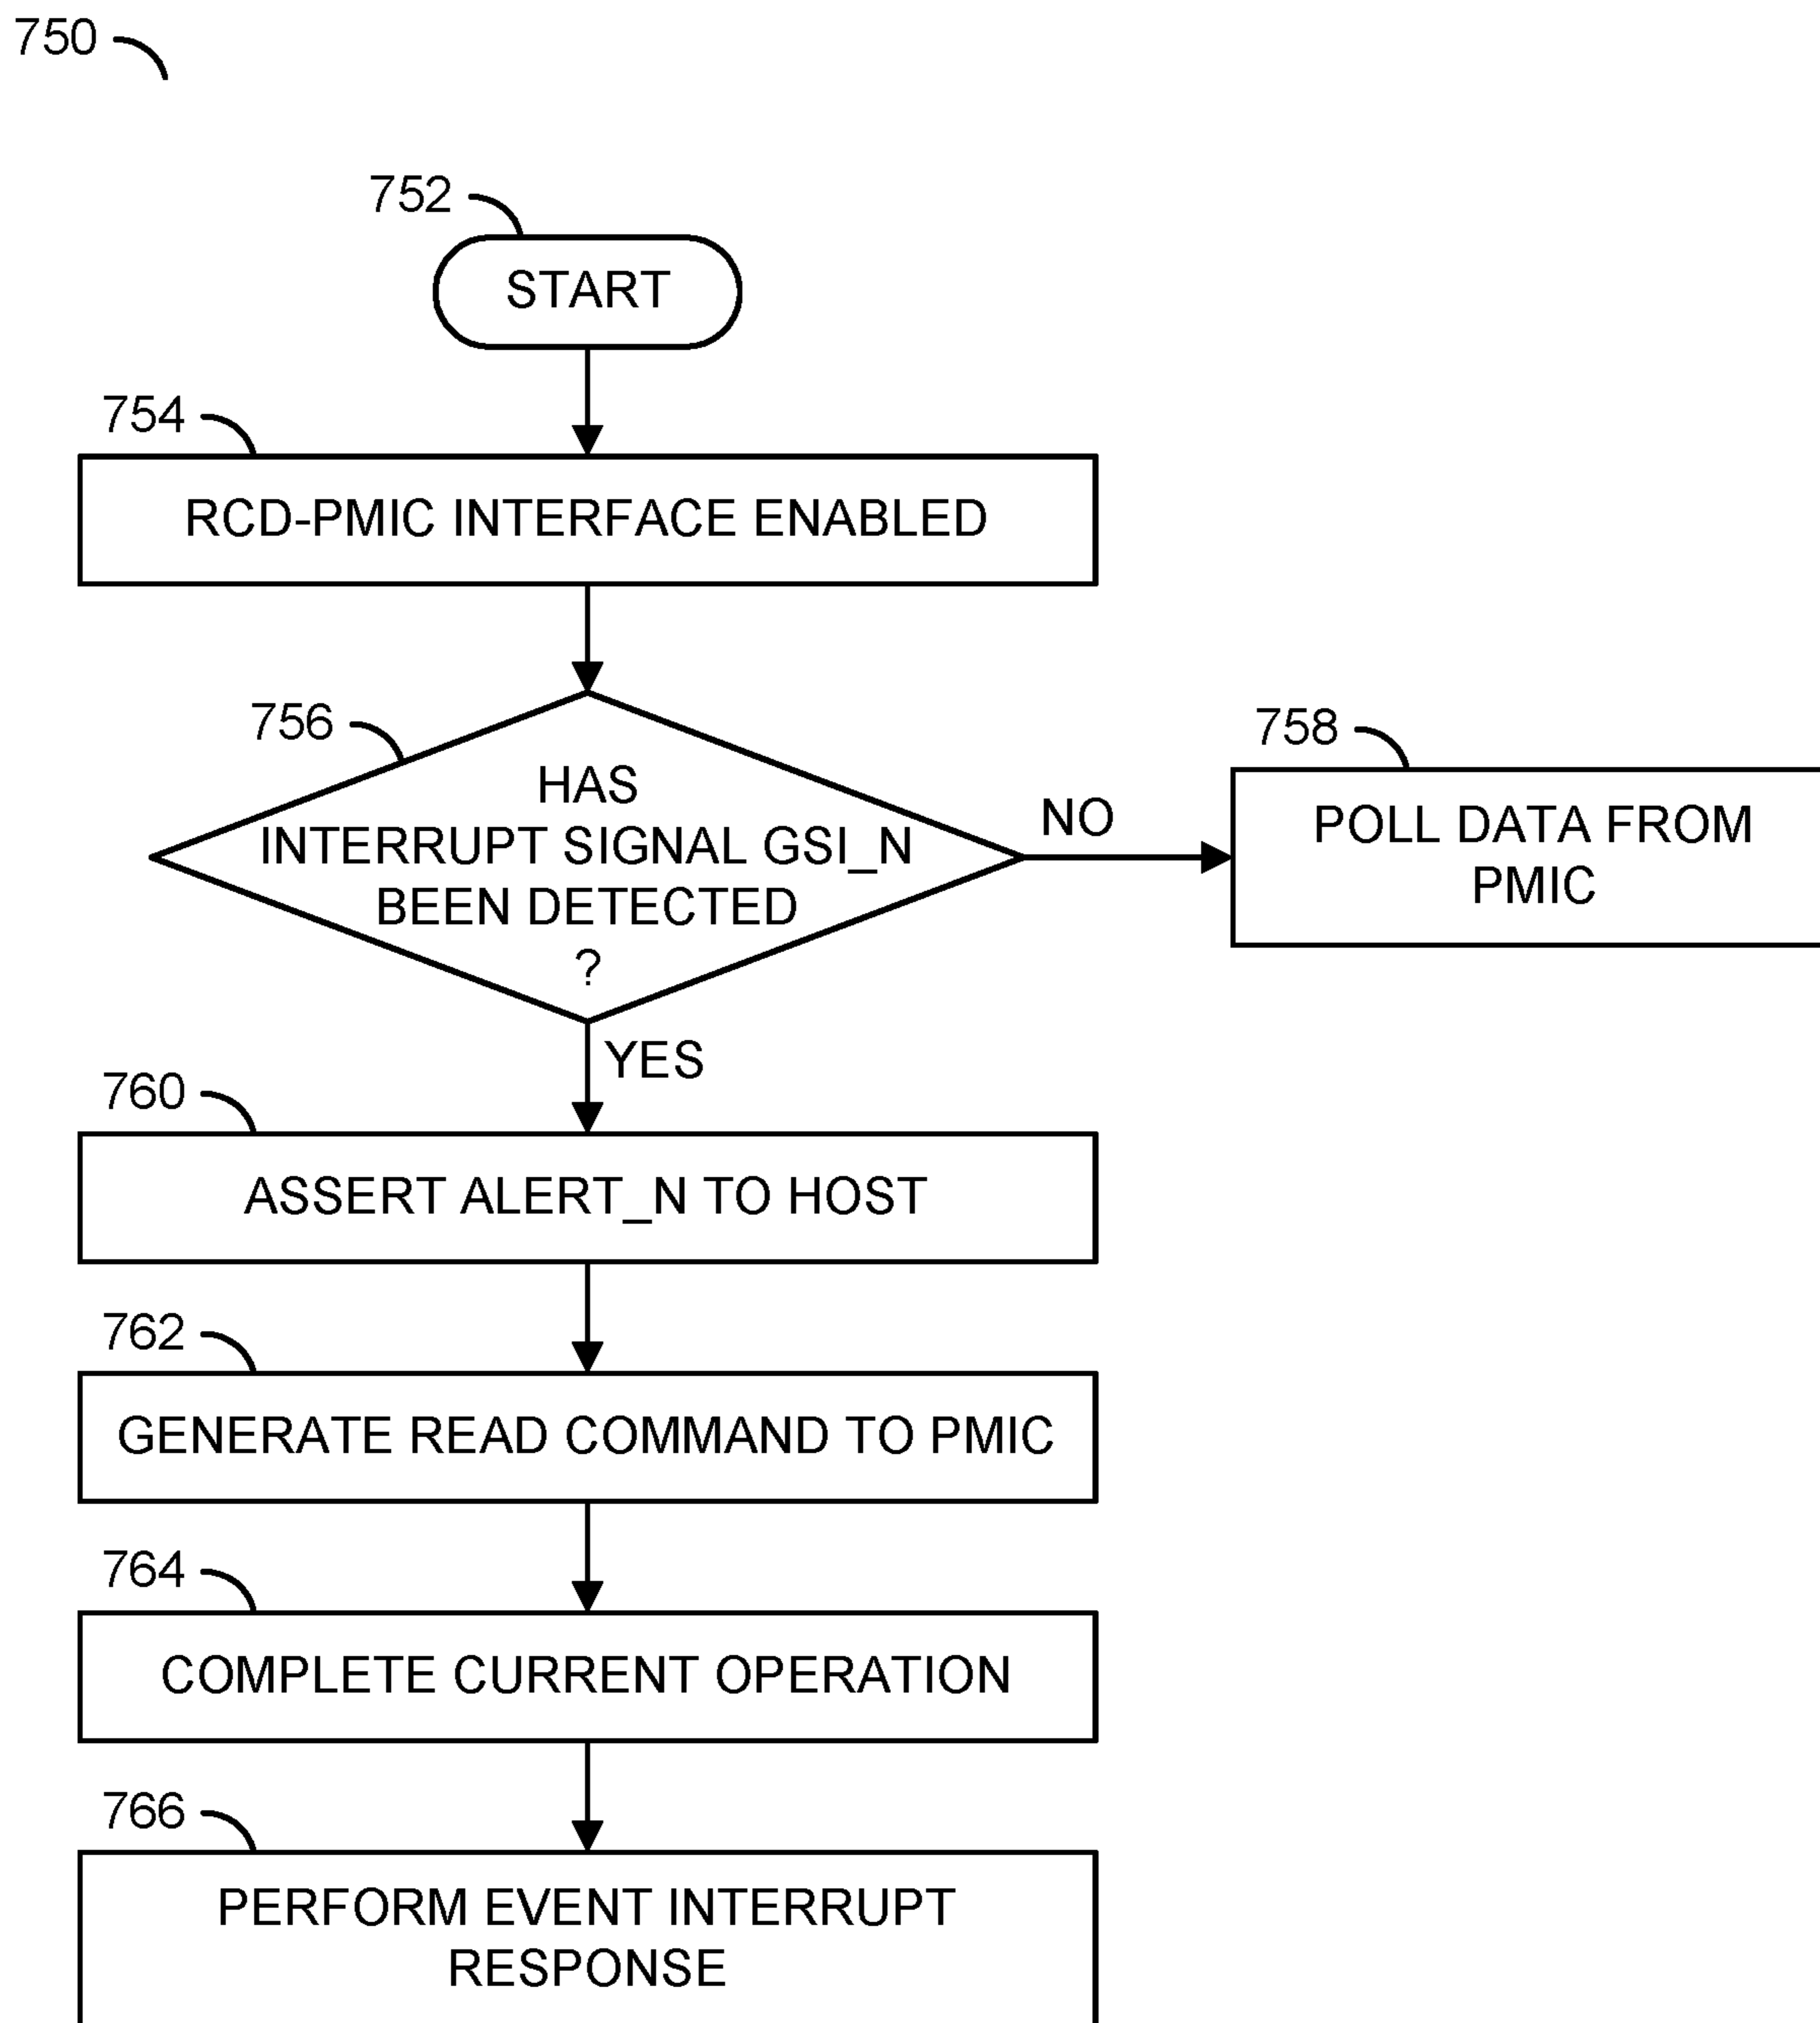 750
752
START
754
RCD-PMIC INTERFACE ENABLED
756
HAS
INTERRUPT SIGNAL GSI_N
BEEN DETECTED
?
NO
758
POLL DATA FROM
PMIC
YES
760
ASSERT ALERT_N TO HOST
762
GENERATE READ COMMAND TO PMIC
764
COMPLETE CURRENT OPERATION
766
PERFORM EVENT INTERRUPT
RESPONSE